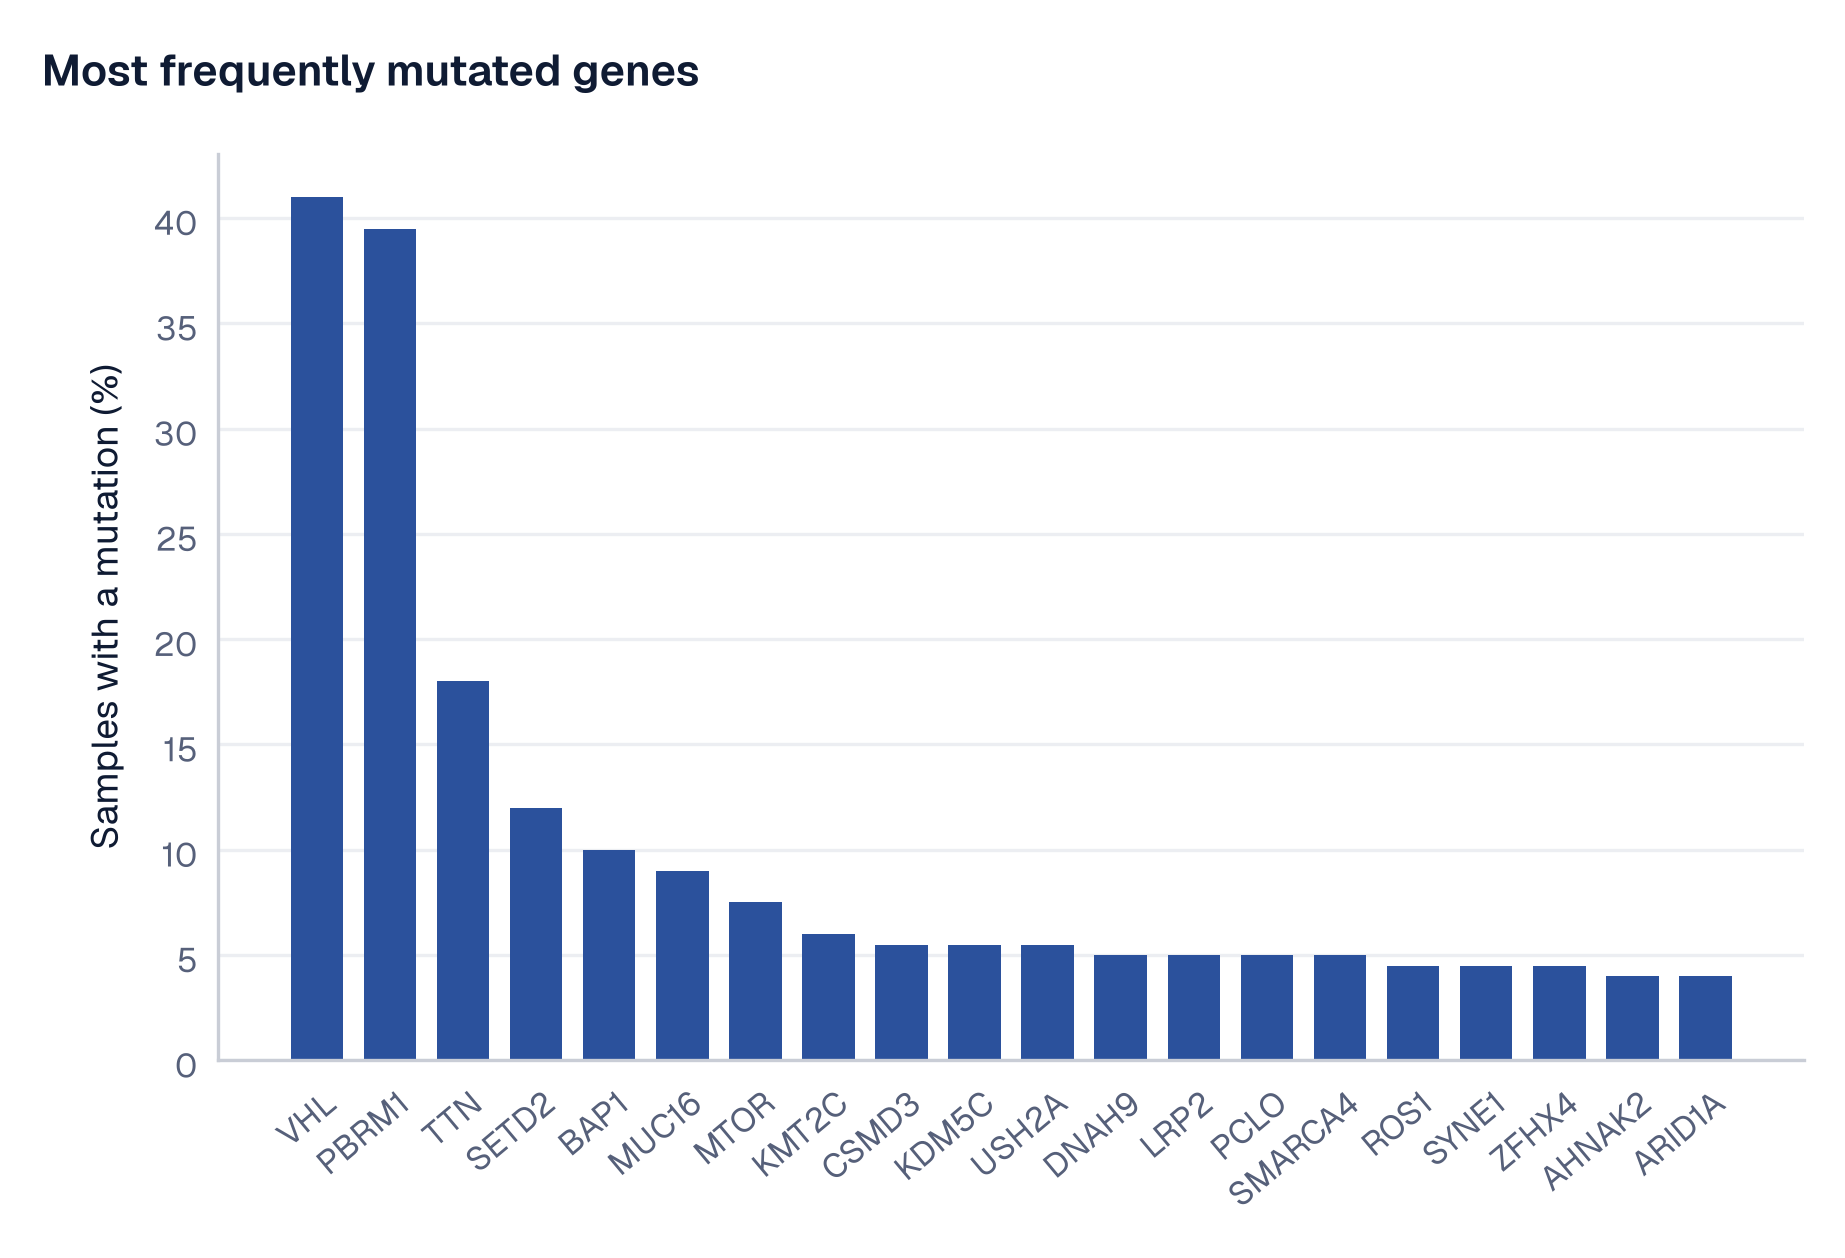 Most frequently mutated genes
Samples with a mutation (%)
40
35
30
25
20
15
10
5
0
VHL
PBRM1
TTN
SETD2
BAP1
MUC16
MTOR
KMT2C
CSMD3
KDM5C
USH2A
DNAH9
LRP2
PCLO
SMARCA4
ROS1
SYNE1
ZFHX4
AHNAK2
ARID1A